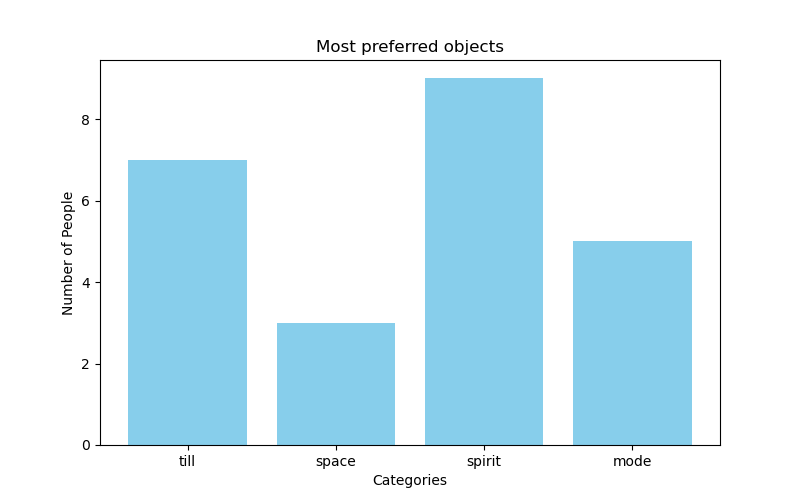 Most preferred objects
Number of People
8
6
4
2
0
till space spirit mode
Categories